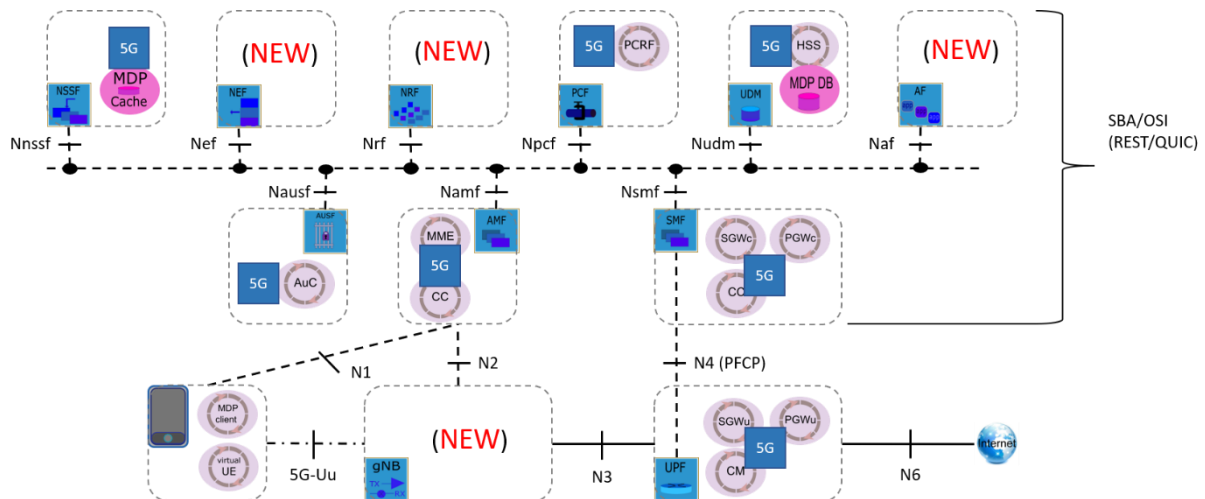 5G
MDP
Cache
NSSF
(NEW)
NEF
(NEW)
NRF
5G
PCRF
PCF
5G
HSS
MDP DB
UDM
(NEW)
AF
Nnssf
Nef
Nrf
Npcf
Nudm
Naf
SBA/OSI
(REST/QUIC)
Nausf
Namf
Nsmf
AUSF
5G
AuC
MME
AMF
5G
CC
SMF
SGWc
PGWc
5G
CC
N1
N2
N4 (PFCP)
MDP
client
virtual
UE
5G-Uu
(NEW)
gNB
TX
RX
N3
SGWu
PGWu
5G
UPF
CM
N6
Internet